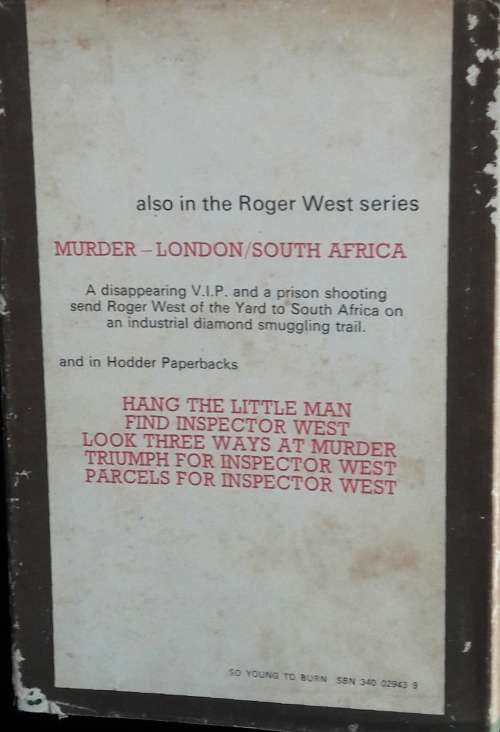 also in the Roger West series
MURDER – LONDON/SOUTH AFRICA
A disappearing V.I.P. and a prison shooting
send Roger West of the Yard to South Africa on
an industrial diamond smuggling trail.
and in Hodder Paperbacks
HANG THE LITTLE MAN
FIND INSPECTOR WEST
LOOK THREE WAYS AT MURDER
TRIUMPH FOR INSPECTOR WEST
PARCELS FOR INSPECTOR WEST
SO YOUNG TO BURN SBN 340 02943 9